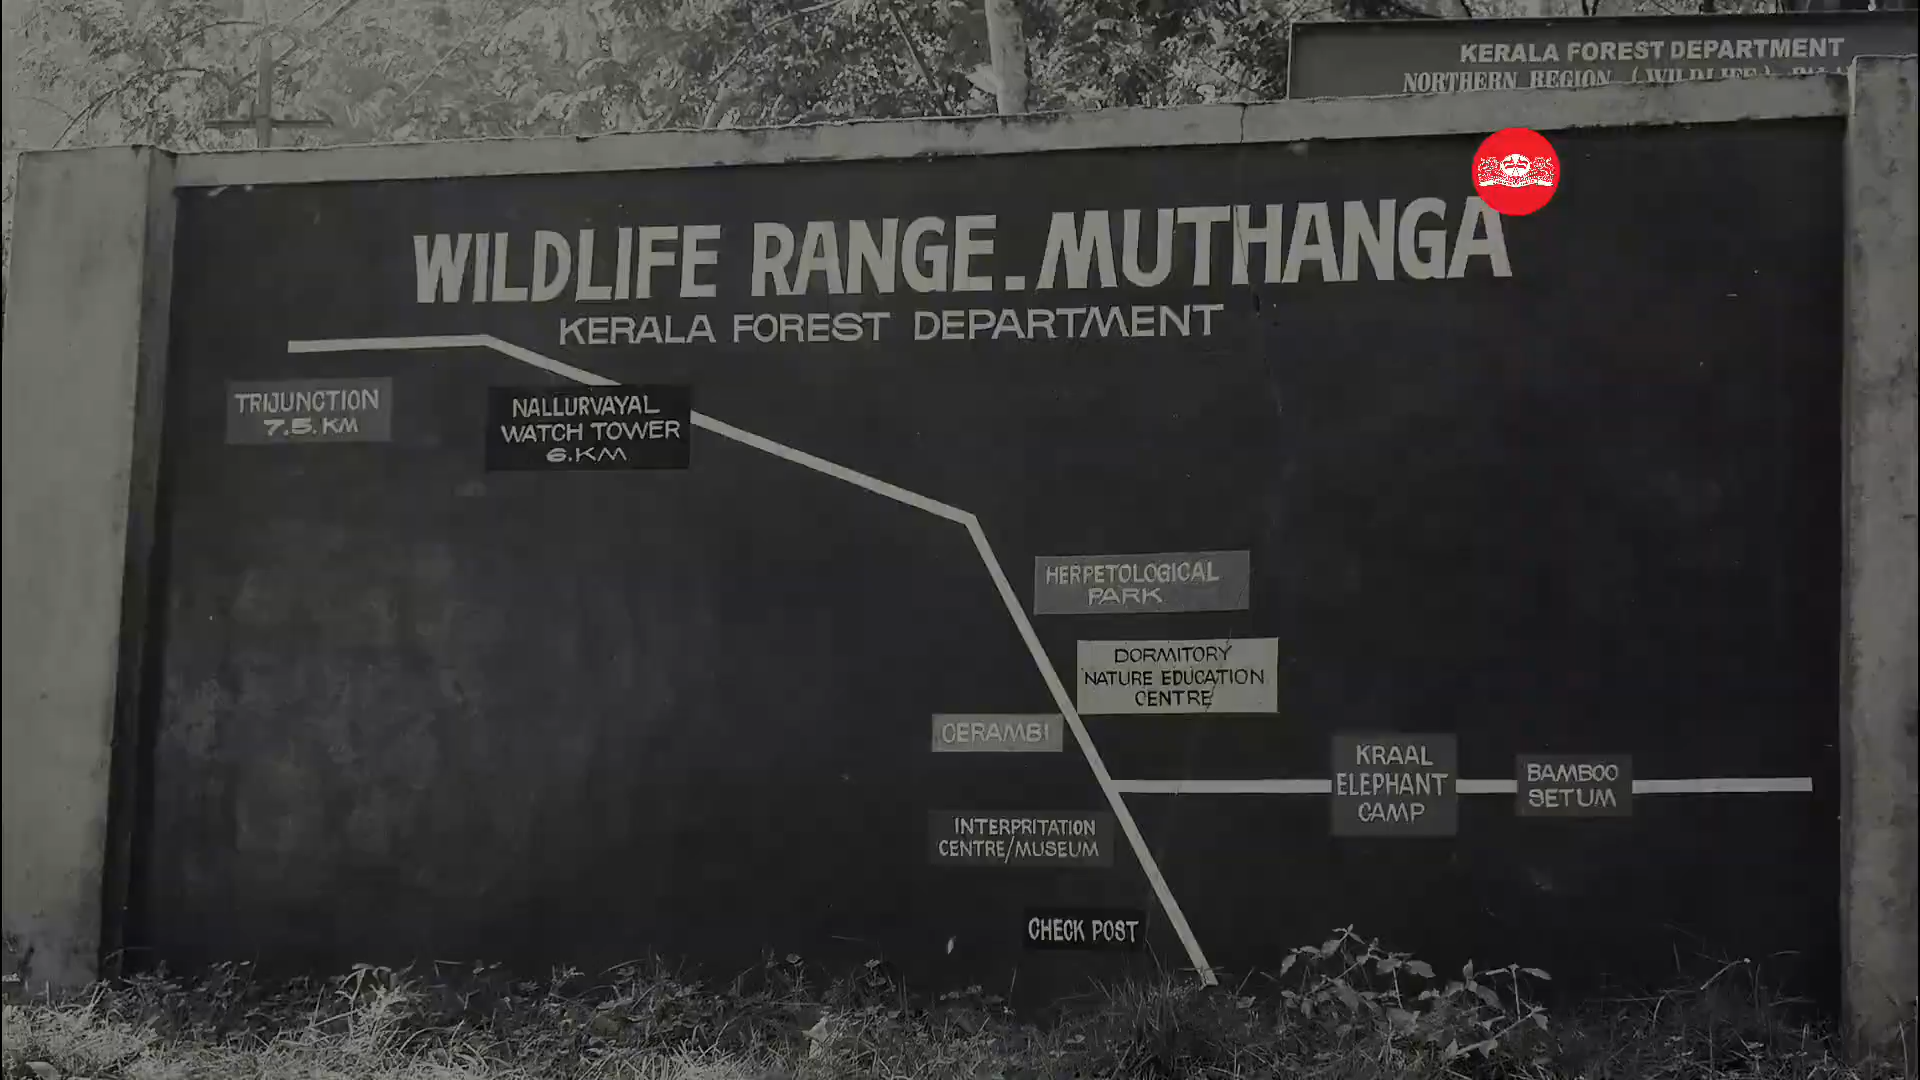 KERALA FOREST DEPARTMENT
NORTHERN REGION (WILDLIFE)
WILDLIFE RANGE. MUTHANGA
KERALA FOREST DEPARTMENT
TRIJUNCTION
7.5. KM
NALLURVAYAL
WATCH TOWER
6.KM
HERPETOLOGICAL
PARK
DORMITORY
NATURE EDUCATION
CENTRE
CERAMBI
KRAAL
ELEPHANT
CAMP
BAMBOO
SETUM
INTERPRITATION
CENTRE/MUSEUM
CHECK POST